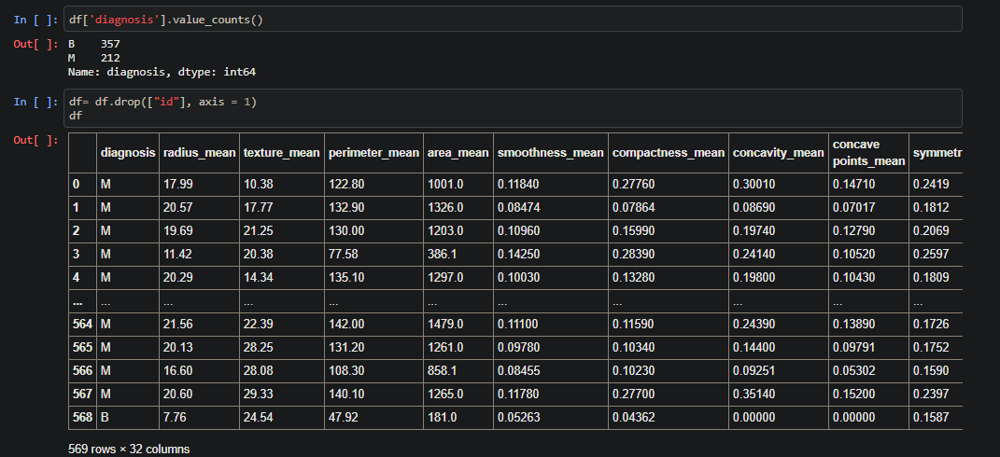 In [ ]: df['diagnosis'].value_counts()
Out[ ]: B 357
M 212
Name: diagnosis, dtype: int64
In [ ]: df= df.drop(["id"], axis = 1)
df
Out[ ]:
diagnosis radius_mean texture_mean perimeter_mean area_mean smoothness_mean compactness_mean concavity_mean concave points_mean symmetr
0 M 17.99 10.38 122.80 1001.0 0.11840 0.27760 0.30010 0.14710 0.2419
1 M 20.57 17.77 132.90 1326.0 0.08474 0.07864 0.08690 0.07017 0.1812
2 M 19.69 21.25 130.00 1203.0 0.10960 0.15990 0.19740 0.12790 0.2069
3 M 11.42 20.38 77.58 386.1 0.14250 0.28390 0.24140 0.10520 0.2597
4 M 20.29 14.34 135.10 1297.0 0.10030 0.13280 0.19800 0.10430 0.1809
... ... ... ... ... ... ... ... ... ... ...
564 M 21.56 22.39 142.00 1479.0 0.11100 0.11590 0.24390 0.13890 0.1726
565 M 20.13 28.25 131.20 1261.0 0.09780 0.10340 0.14400 0.09791 0.1752
566 M 16.60 28.08 108.30 858.1 0.08455 0.10230 0.09251 0.05302 0.1590
567 M 20.60 29.33 140.10 1265.0 0.11780 0.27700 0.35140 0.15200 0.2397
568 B 7.76 24.54 47.92 181.0 0.05263 0.04362 0.00000 0.00000 0.1587
569 rows × 32 columns